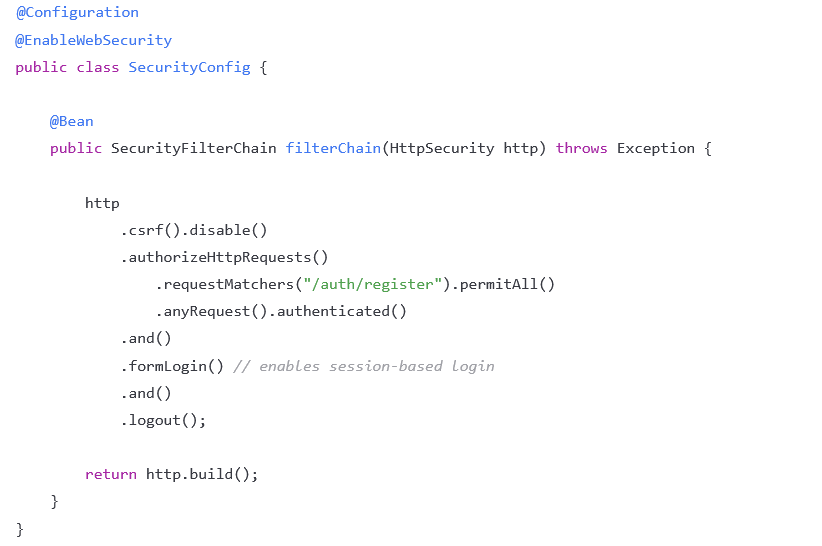 @Configuration
@EnableWebSecurity
public class SecurityConfig {
@Bean
public SecurityFilterChain filterChain(HttpSecurity http) throws Exception {
http
.csrf().disable()
.authorizeHttpRequests()
.requestMatchers("/auth/register").permitAll()
.anyRequest().authenticated()
.and()
.formLogin() // enables session-based login
.and()
.logout();
return http.build();
}
}